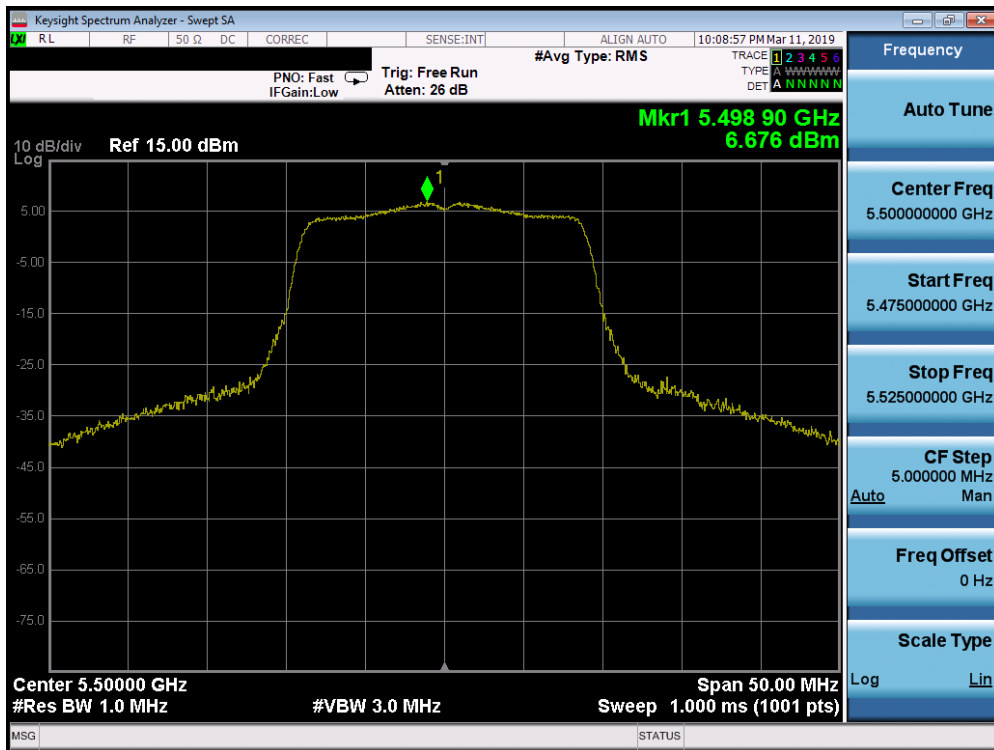 Keysight Spectrum Analyzer - Swept SA
LXI RL RF 50 Ω DC CORREC SENSE:INT ALIGN AUTO 10:08:57 PM Mar 11, 2019
PNO: Fast
IFGain:Low
Trig: Free Run
Atten: 26 dB
#Avg Type: RMS
TRACE 1 2 3 4 5 6
TYPE A WWWWW
DET A N N N N N
Mkr1 5.498 90 GHz
6.676 dBm
10 dB/div Ref 15.00 dBm
Log
1
5.00
-5.00
-15.0
-25.0
-35.0
-45.0
-55.0
-65.0
-75.0
Center 5.50000 GHz Span 50.00 MHz
#Res BW 1.0 MHz #VBW 3.0 MHz Sweep 1.000 ms (1001 pts)
MSG STATUS
Frequency
Auto Tune
Center Freq
5.500000000 GHz
Start Freq
5.475000000 GHz
Stop Freq
5.525000000 GHz
CF Step
5.000000 MHz
Auto Man
Freq Offset
0 Hz
Scale Type
Log Lin